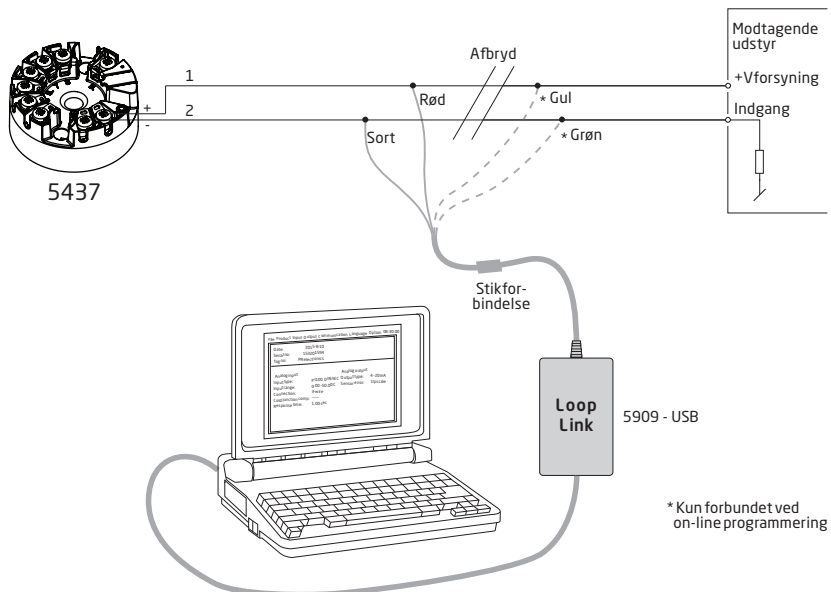 Modtagende
udstyr
Afbryd
1
+Vforsyning
Rød
* Gul
+
2
Indgang
-
Sort
* Grøn
5437
Stikfor-
bindelse
Loop
Link
5909 - USB
* Kun forbundet ved
on-line programmering